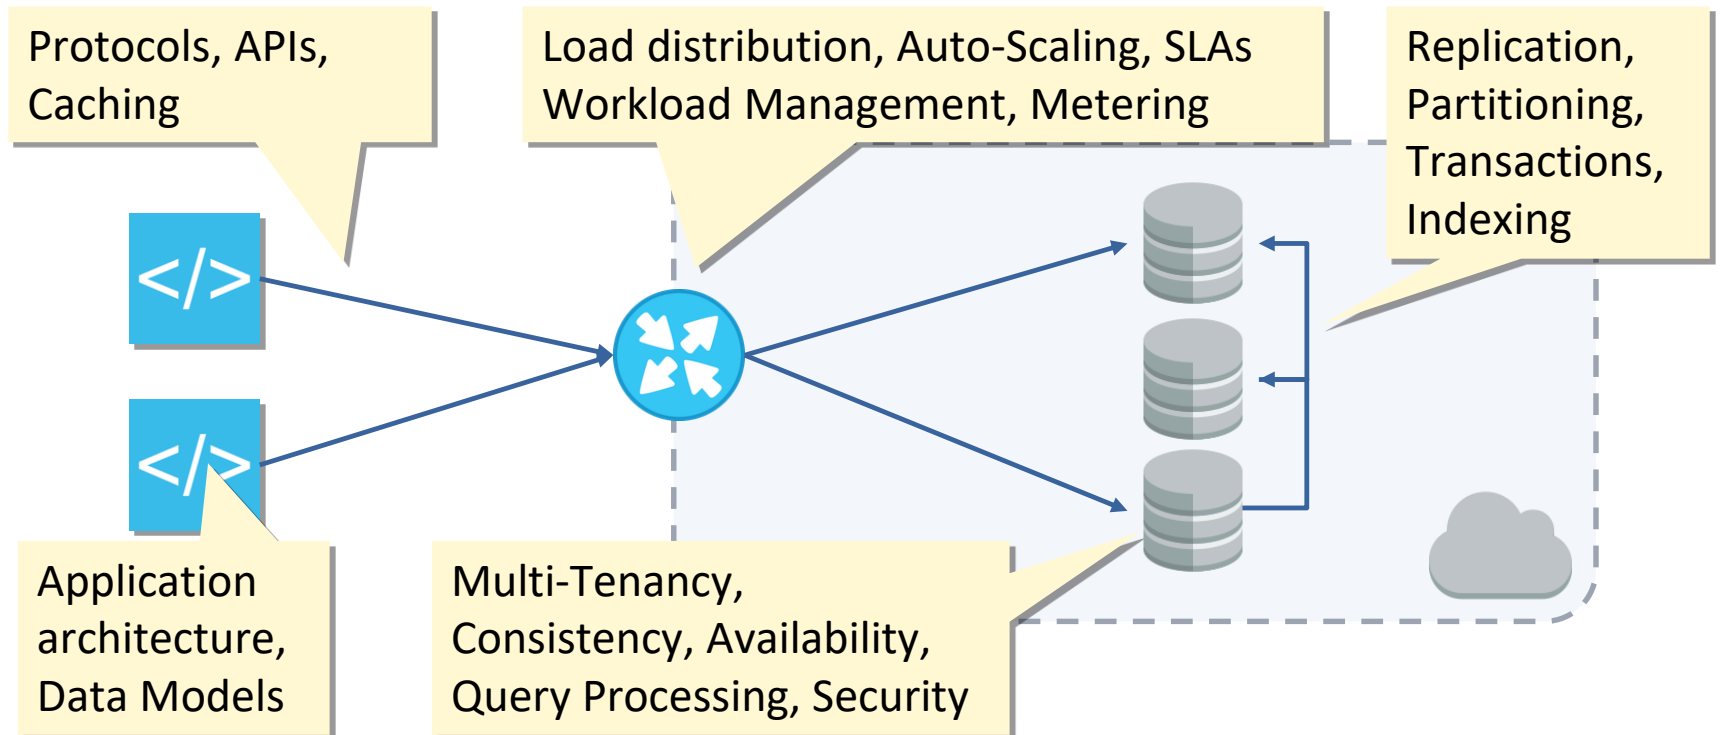 Protocols, APIs,
Caching
Load distribution, Auto-Scaling, SLAs
Workload Management, Metering
Replication,
Partitioning,
Transactions,
Indexing
</>
</>
Application
architecture,
Data Models
Multi-Tenancy,
Consistency, Availability,
Query Processing, Security